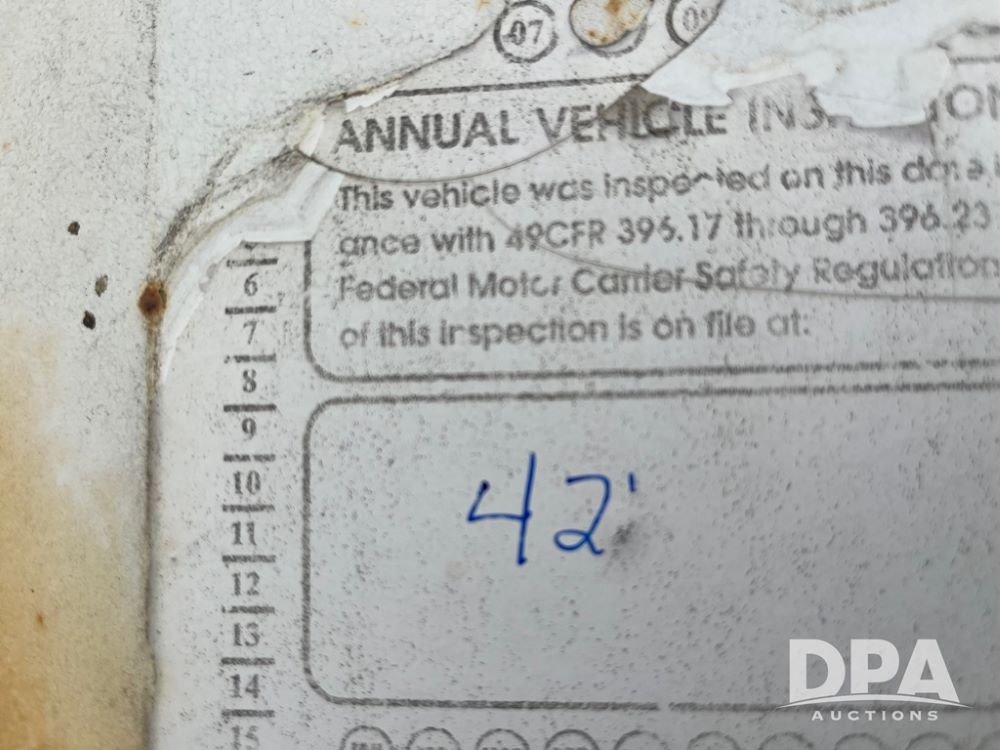 07
ANNUAL VEHICLE
This vehicle was inspected on this date
ance with 49CFR 396.17 through 396.23
Federal Motor Carrier Safety Regulation
of this inspection is on file at:
6
7
8
9
10
11
12
13
14
15
42'
DPA
AUCTIONS